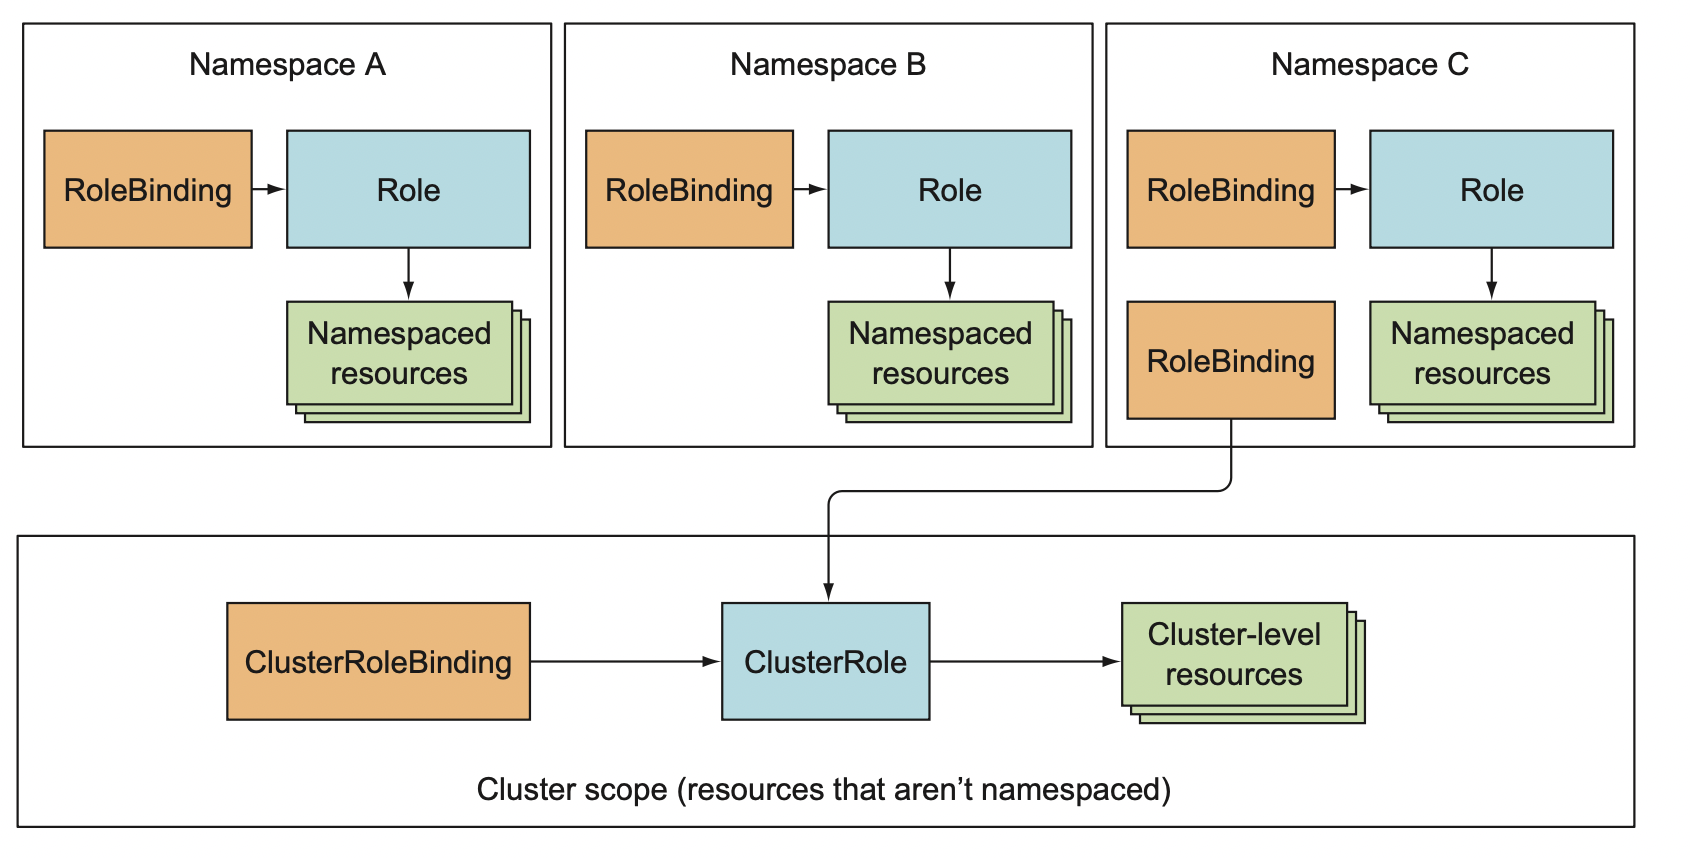 Namespace A
RoleBinding
Role
Namespaced
resources
Namespace B
RoleBinding
Role
Namespaced
resources
Namespace C
RoleBinding
Role
RoleBinding
Namespaced
resources
ClusterRoleBinding
ClusterRole
Cluster-level
resources
Cluster scope (resources that aren’t namespaced)